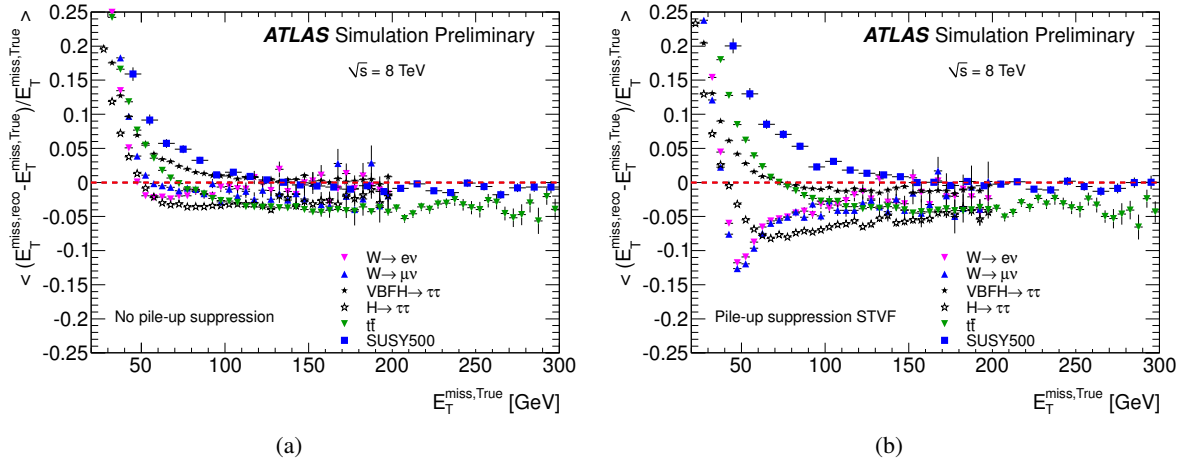 < (E_T^miss,reco - E_T^miss,True)/E_T^miss,True >
0.25
0.2
0.15
0.1
0.05
0
-0.05
-0.1
-0.15
-0.2
-0.25
ATLAS Simulation Preliminary
√s = 8 TeV
W→eν
W→μν
VBFH→ττ
H→ττ
tt̄
SUSY500
No pile-up suppression
50 100 150 200 250 300
E_T^miss,True [GeV]
(a)
< (E_T^miss,reco - E_T^miss,True)/E_T^miss,True >
0.25
0.2
0.15
0.1
0.05
0
-0.05
-0.1
-0.15
-0.2
-0.25
ATLAS Simulation Preliminary
√s = 8 TeV
W→eν
W→μν
VBFH→ττ
H→ττ
tt̄
SUSY500
Pile-up suppression STVF
50 100 150 200 250 300
E_T^miss,True [GeV]
(b)